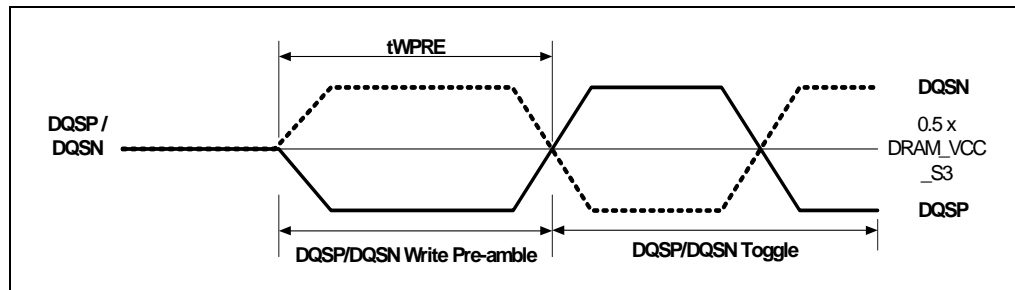 tWPRE
DQSP /
DQSN
DQSN
0.5 x
DRAM_VCC
_S3
DQSP
DQSP/DQSN Write Pre-amble
DQSP/DQSN Toggle